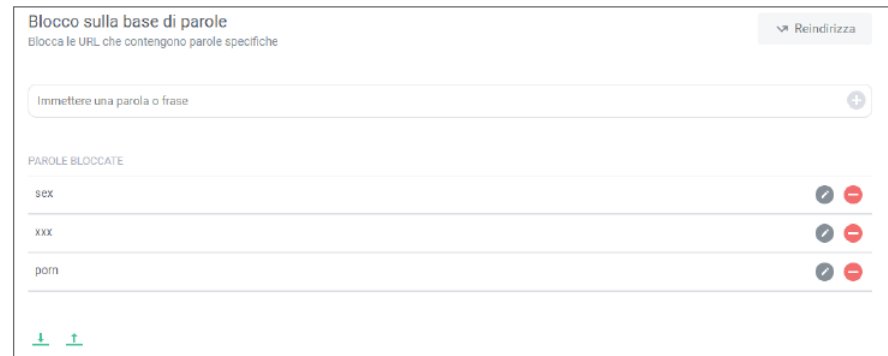 Blocco sulla base di parole
Blocca le URL che contengono parole specifiche
Reindirizza
Immettere una parola o frase
PAROLE BLOCCATE
sex
xxx
porn